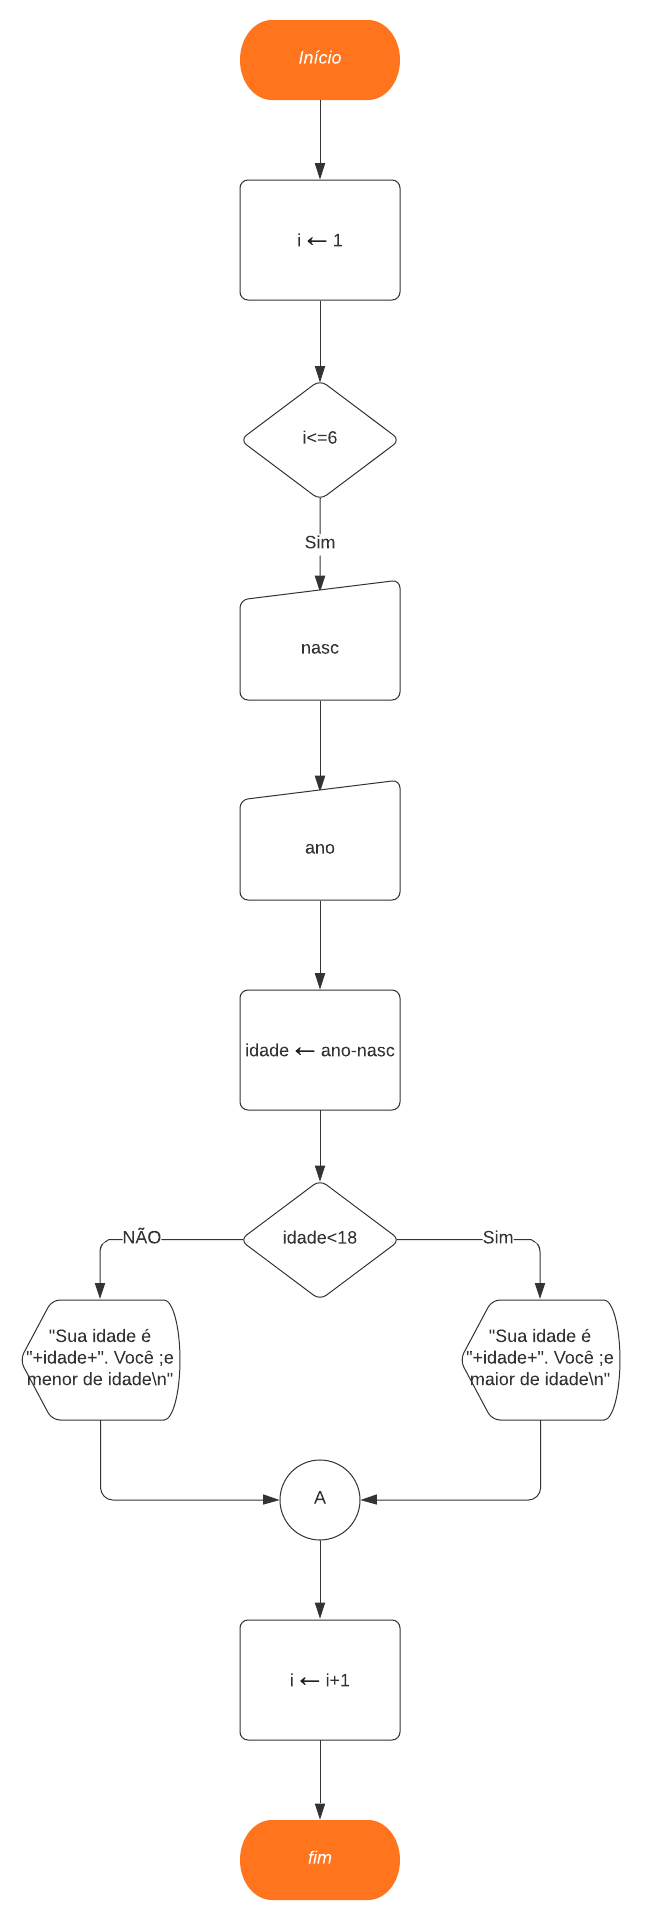 Início
i ← 1
i<=6
Sim
nasc
ano
idade ← ano-nasc
idade<18
NÃO
Sim
"Sua idade é
"+idade+". Você ;e
menor de idade\n"
"Sua idade é
"+idade+". Você ;e
maior de idade\n"
A
i ← i+1
fim